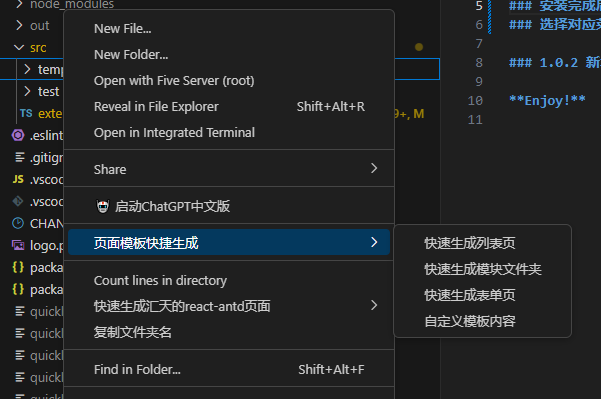 node_modules
out
src
temp
test
TS exte
9+, M
.eslint
.gitign
JS .vscod
.vscod
CHAN
logo.p
{} packa
{} packa
quickl
quickl
quickl
quickl
New File...
New Folder...
Open with Five Server (root)
Reveal in File Explorer Shift+Alt+R
Open in Integrated Terminal
Share
启动ChatGPT中文版
页面模板快捷生成
Count lines in directory
快速生成汇天的react-antd页面
复制文件夹名
Find in Folder... Shift+Alt+F
快速生成列表页
快速生成模块文件夹
快速生成表单页
自定义模板内容
5 ### 安装完成后
6 ### 选择对应菜
7
8 ### 1.0.2 新
9
10 **Enjoy!**
11